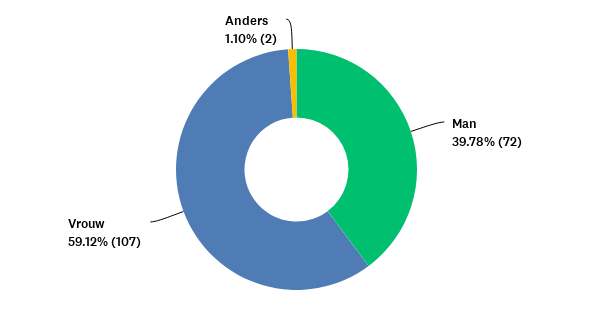 Anders
1.10% (2)
Man
39.78% (72)
Vrouw
59.12% (107)